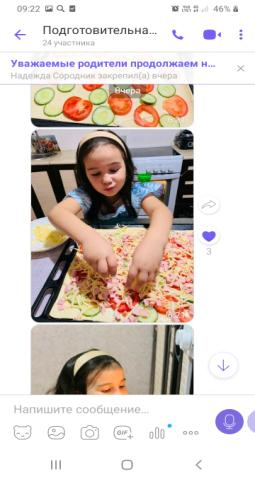 09:22 46%
Подготовительна...
24 участника
Уважаемые родители продолжаем н...
Надежда Сородник закрепил(а) вчера
Вчера
3
Напишите сообщение...
GIF+